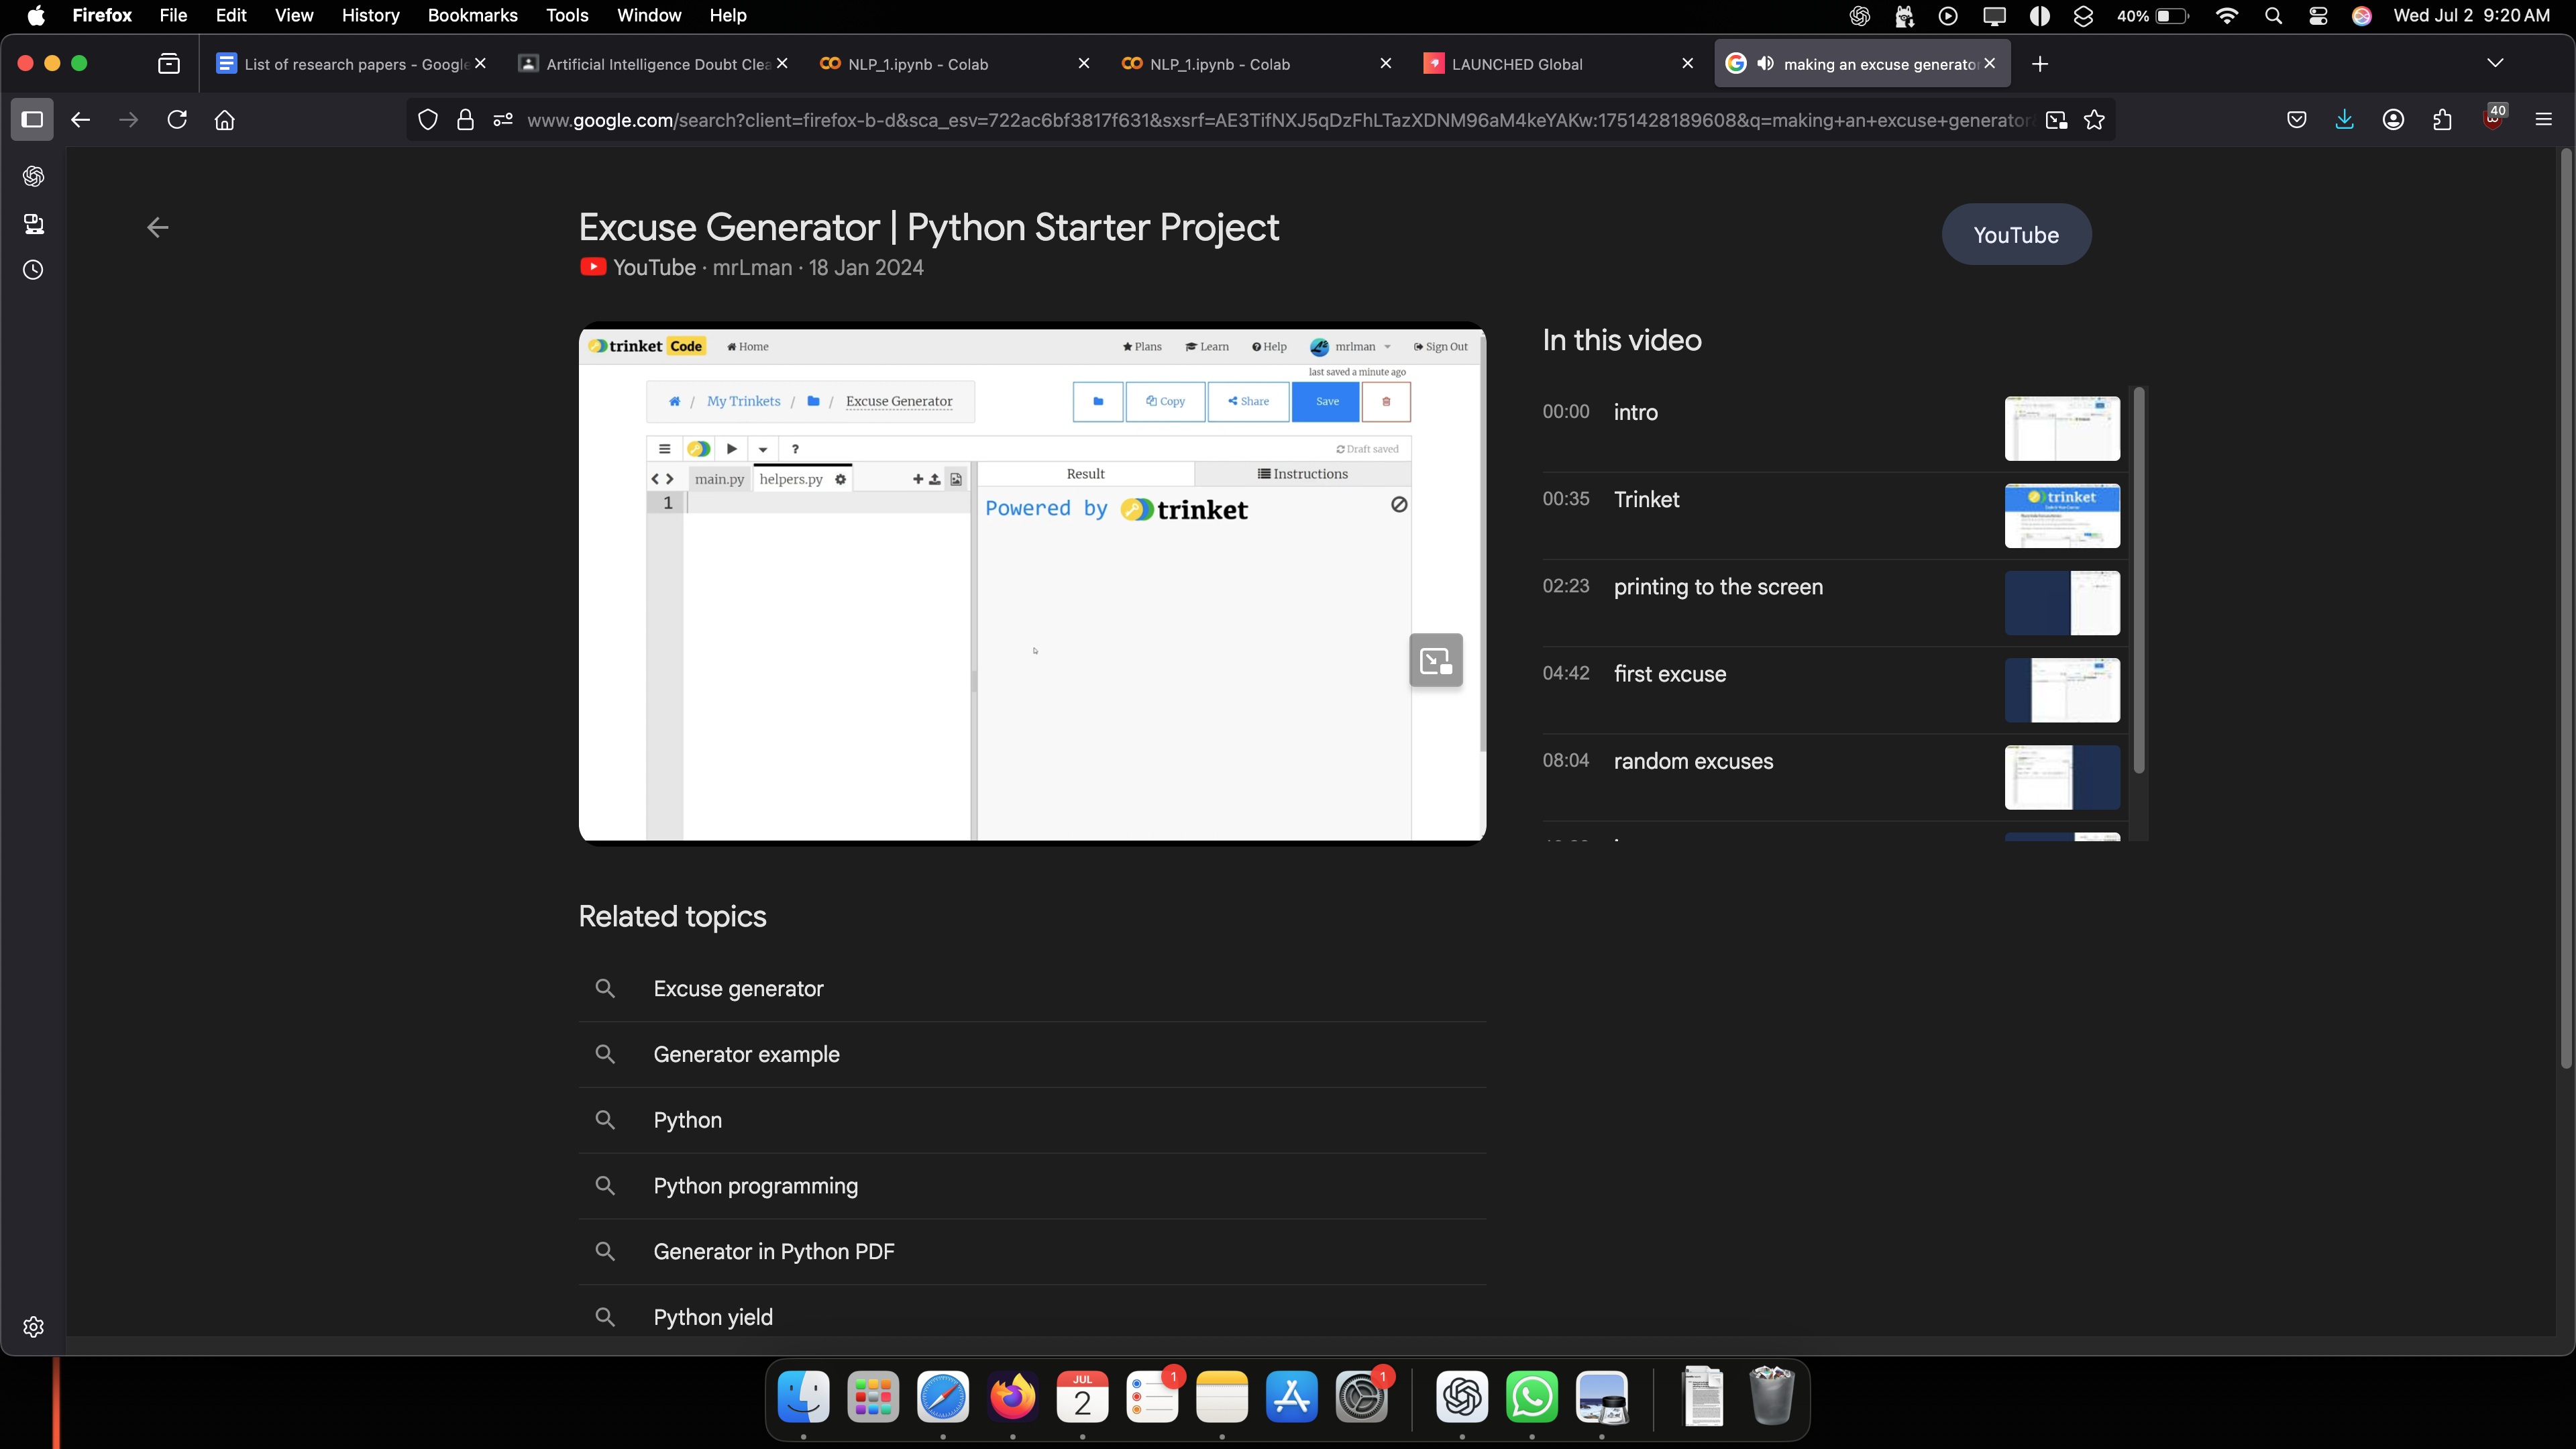 Firefox File Edit View History Bookmarks Tools Window Help
40%
Wed Jul 2 9:20 AM
List of research papers - Google
Artificial Intelligence Doubt Clea
NLP_1.ipynb - Colab
NLP_1.ipynb - Colab
LAUNCHED Global
making an excuse generator
www.google.com/search?client=firefox-b-d&sca_esv=722ac6bf3817f631&sxsrf=AE3TifNXJ5qDzFhLTazXDNM96aM4keYAKw:1751428189608&q=making+an+excuse+generator
40
Excuse Generator | Python Starter Project
YouTube · mrLman · 18 Jan 2024
YouTube
trinket Code
Home
Plans
Learn
Help
mrlman
Sign Out
last saved a minute ago
/ My Trinkets / / Excuse Generator
Copy
Share
Save
?
Draft saved
main.py
helpers.py
Result
Instructions
1
Powered by trinket
In this video
00:00 intro
00:35 Trinket
trinket
02:23 printing to the screen
04:42 first excuse
08:04 random excuses
Related topics
Excuse generator
Generator example
Python
Python programming
Generator in Python PDF
Python yield
JUL
2
1
1